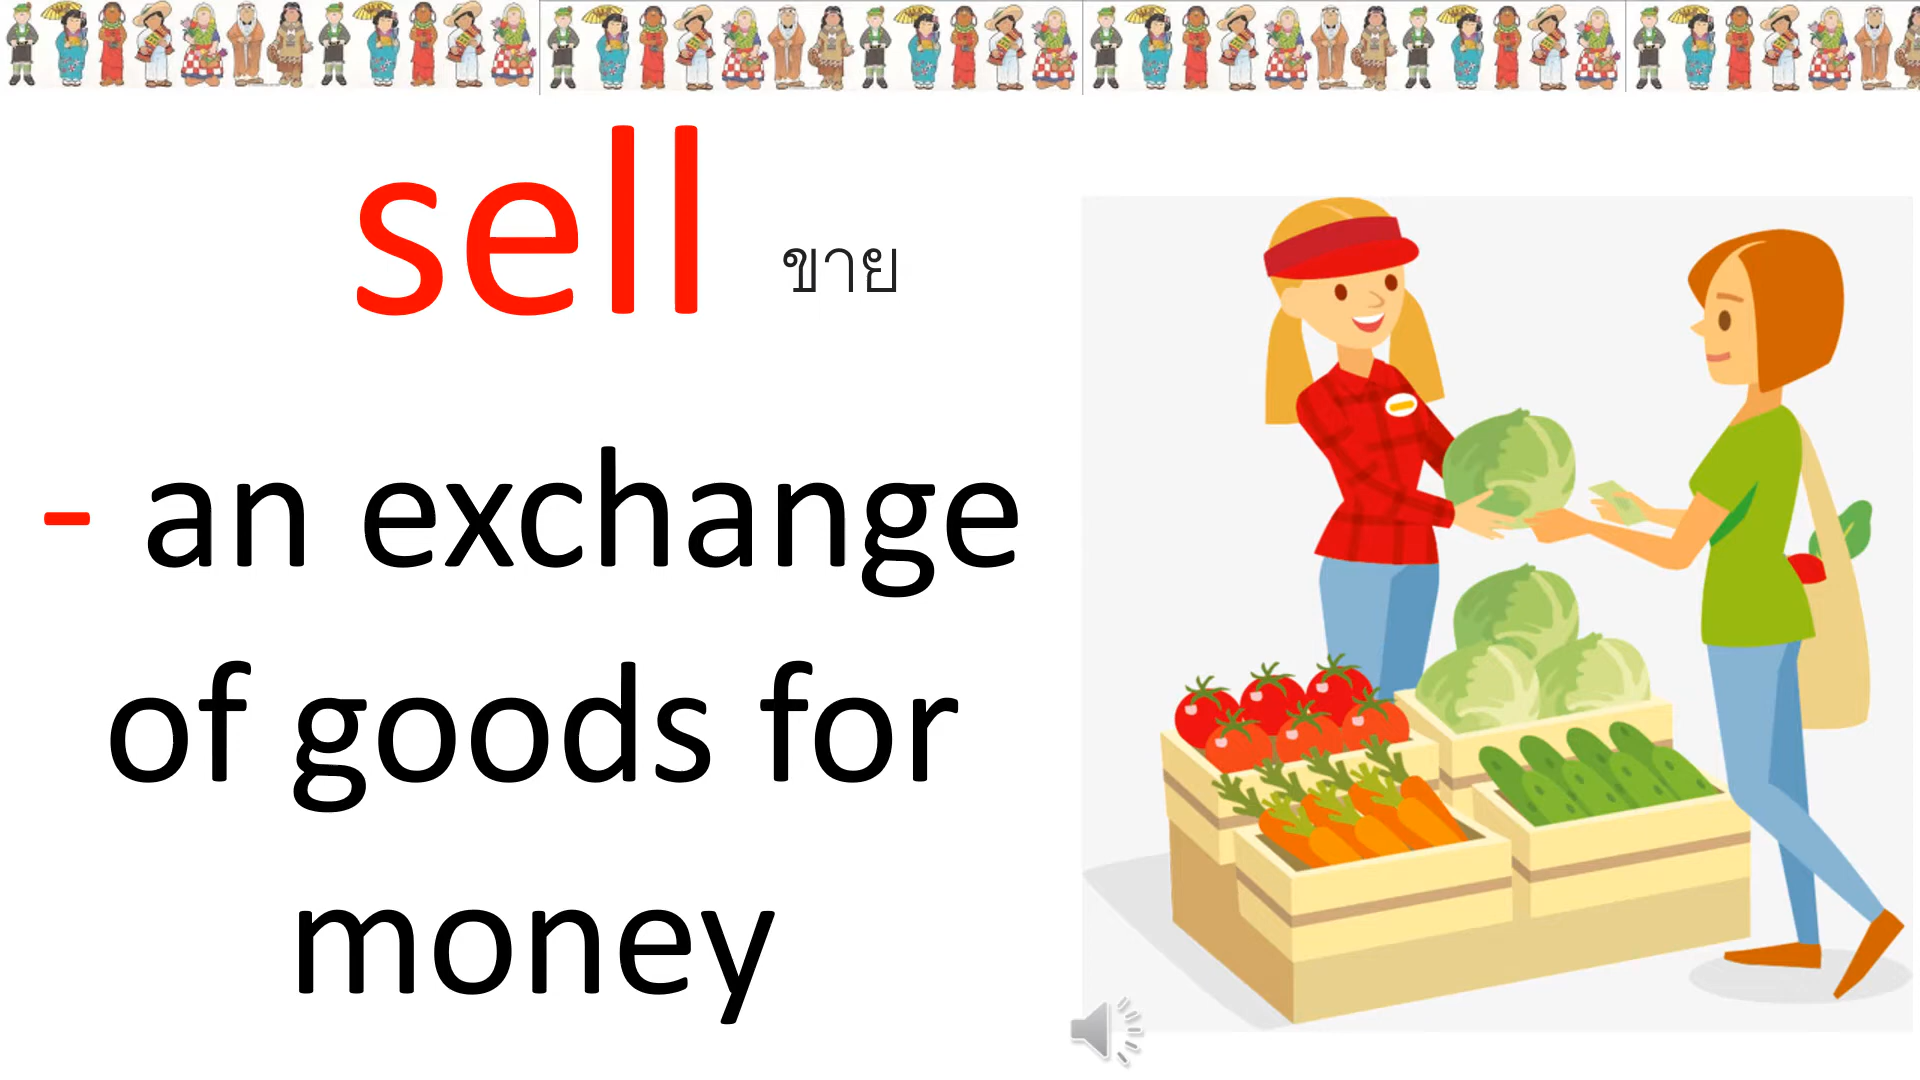 sell ขาย
- an exchange
of goods for
money